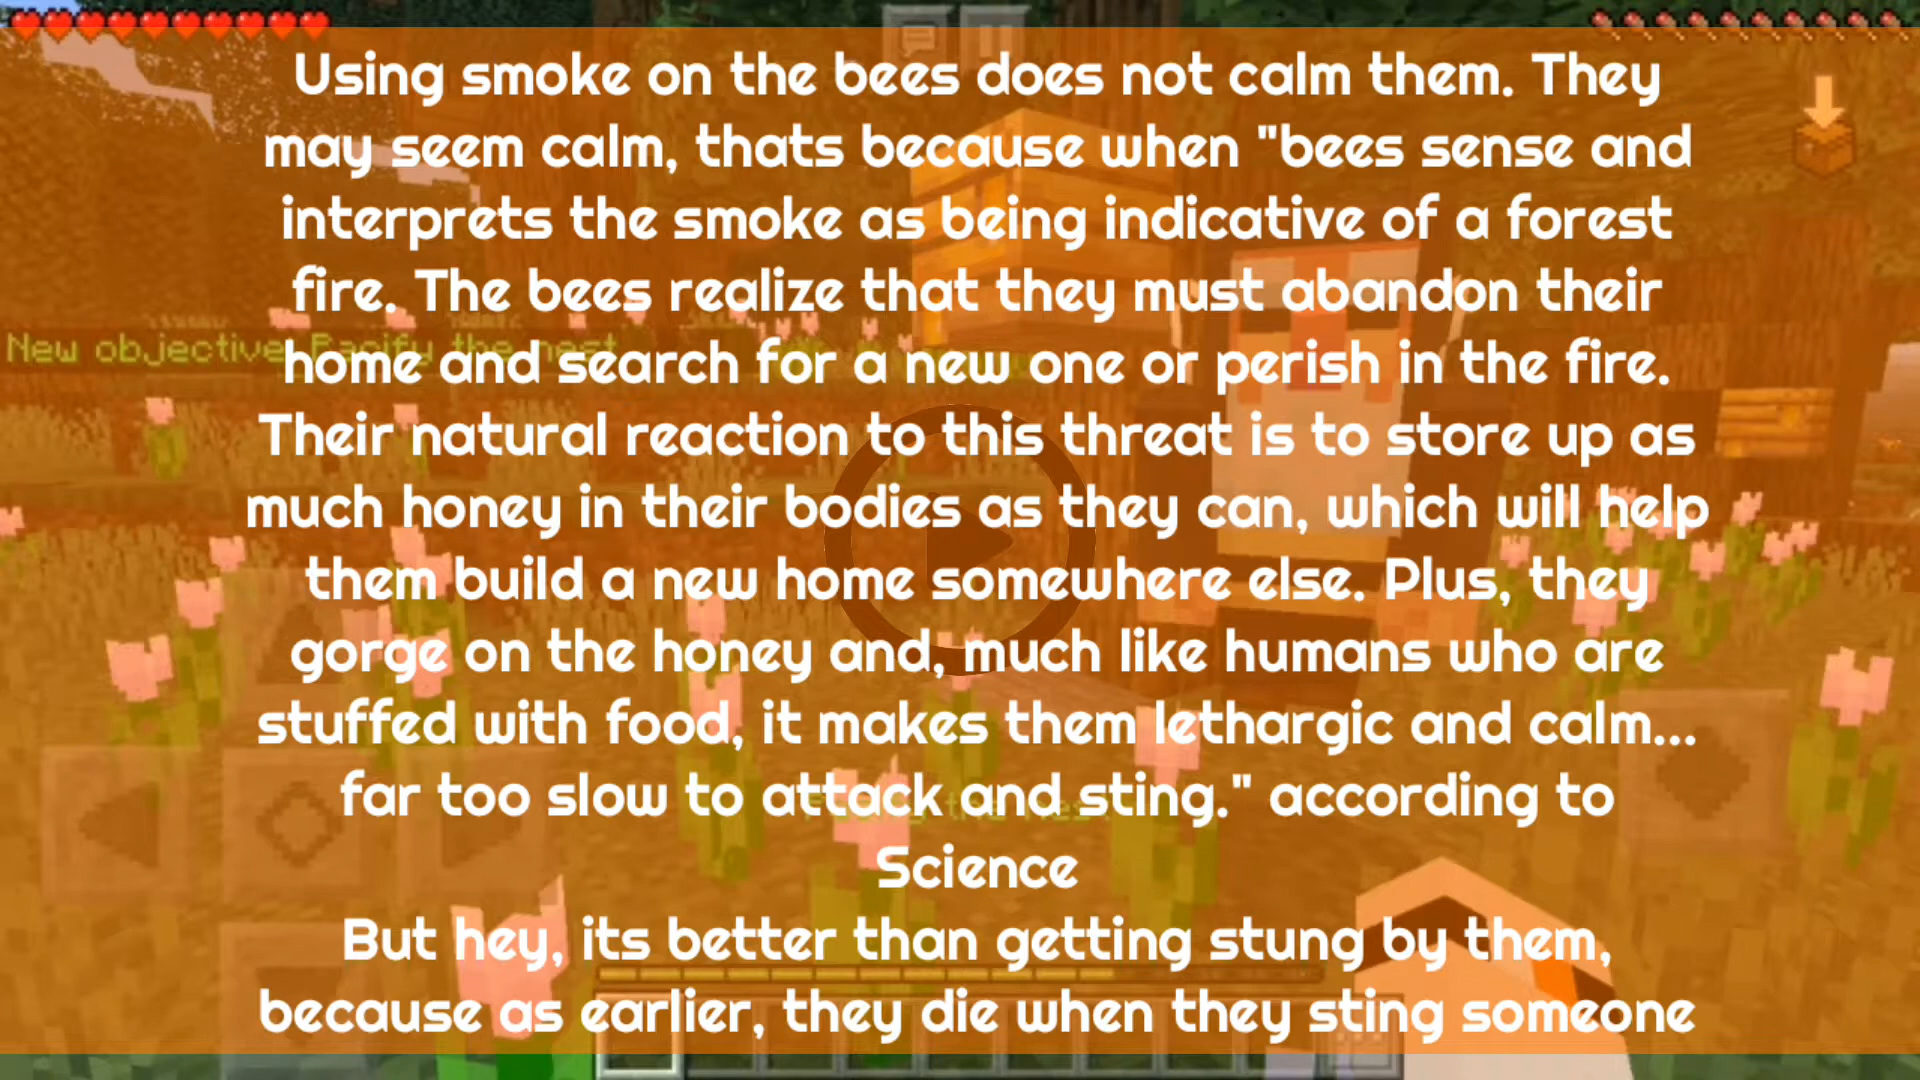 Using smoke on the bees does not calm them. They
may seem calm, thats because when "bees sense and
interprets the smoke as being indicative of a forest
fire. The bees realize that they must abandon their
New objective: Pacify the nest
home and search for a new one or perish in the fire.
Their natural reaction to this threat is to store up as
much honey in their bodies as they can, which will help
them build a new home somewhere else. Plus, they
gorge on the honey and, much like humans who are
stuffed with food, it makes them lethargic and calm...
far too slow to attack and sting." according to
Science
But hey, its better than getting stung by them,
because as earlier, they die when they sting someone